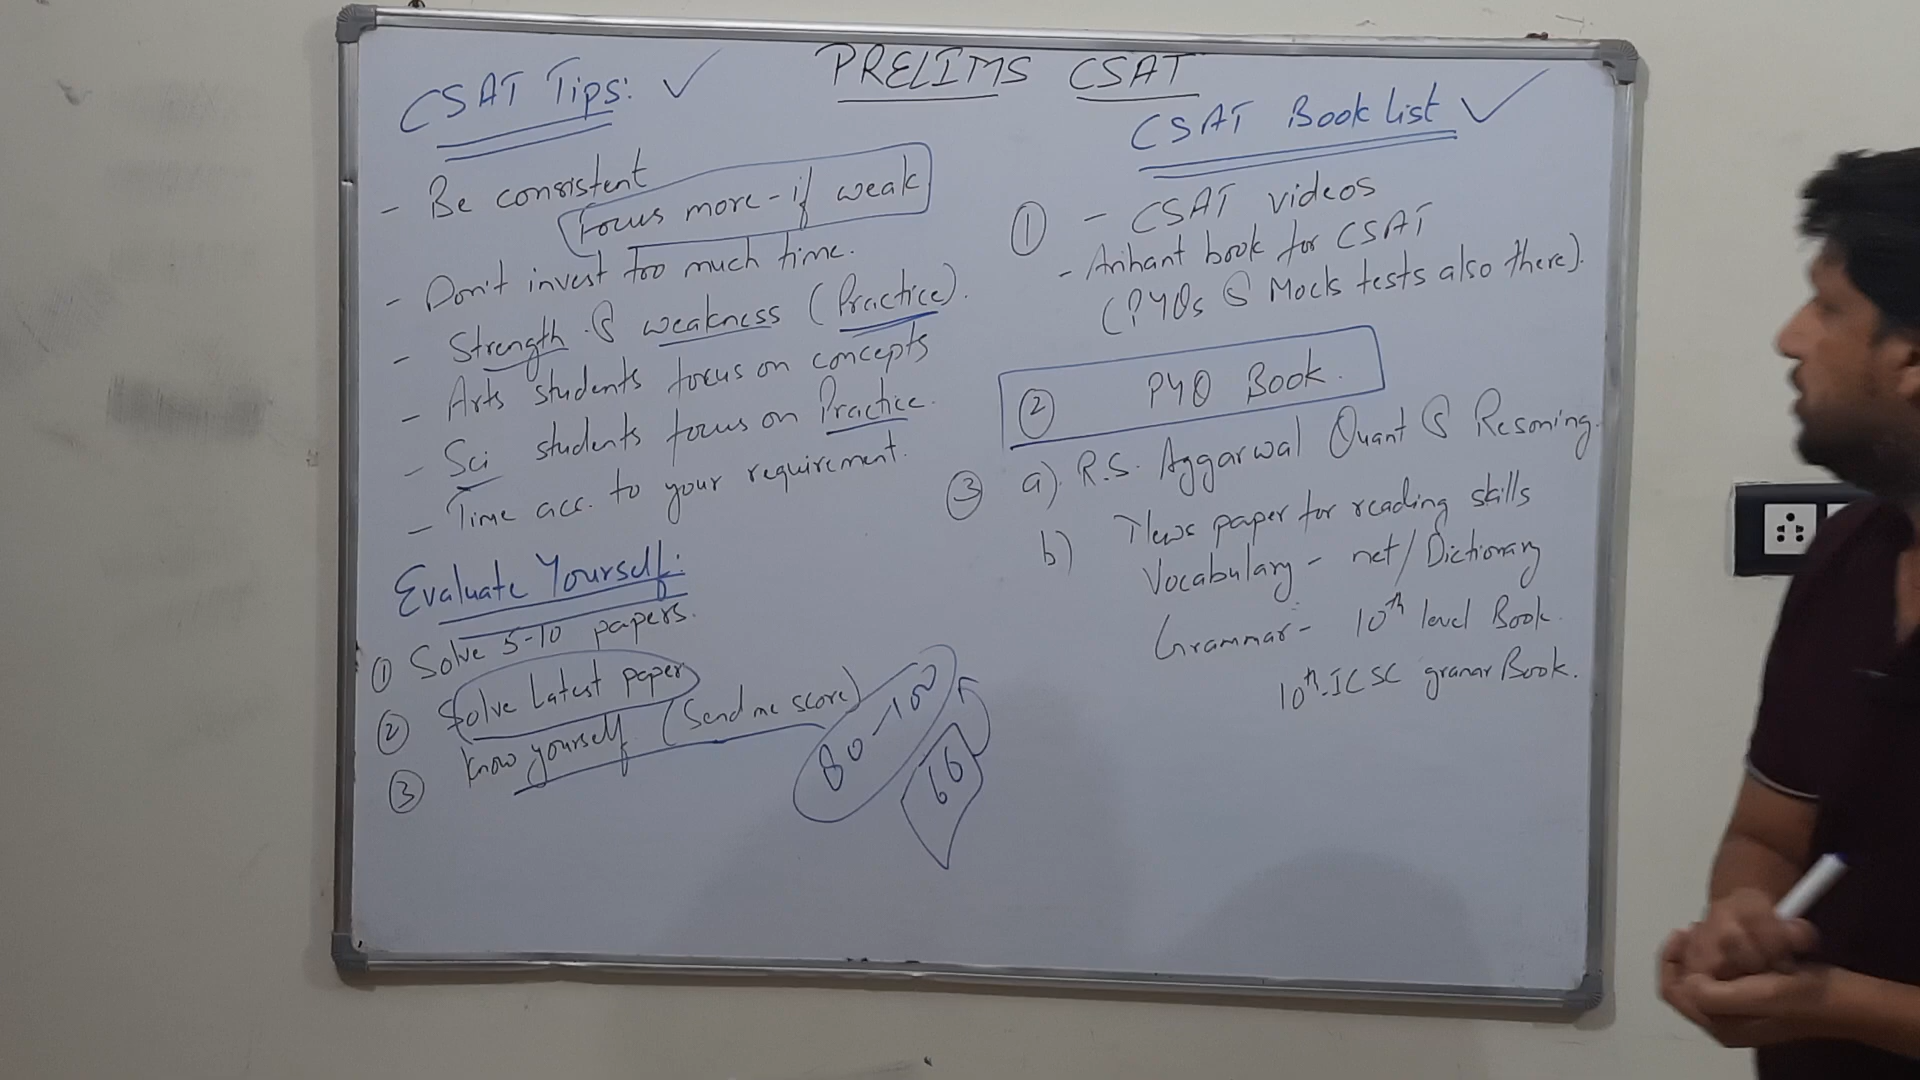 PRELIMS CSAT
CSAT Tips: ✓
- Be consistent
Focus more - if weak
- Don't invest too much time.
- Strength & weakness (Practice).
- Arts students focus on concepts
- Sci students focus on Practice.
- Time acc. to your requirement.
Evaluate Yourself:
① Solve 5-10 papers.
② Solve Latest paper
③ know yourself (Send me score)
80-100
66
CSAT Book list ✓
① - CSAT videos
- Arihant book for CSAT
(PYQs & Mocks tests also there).
② PYQ Book.
③ a). R.S. Aggarwal Quant & Resoning.
b) News paper for reading skills
Vocabulary - net/Dictionary
Grammar - 10th level Book.
10th ICSC granar Book.